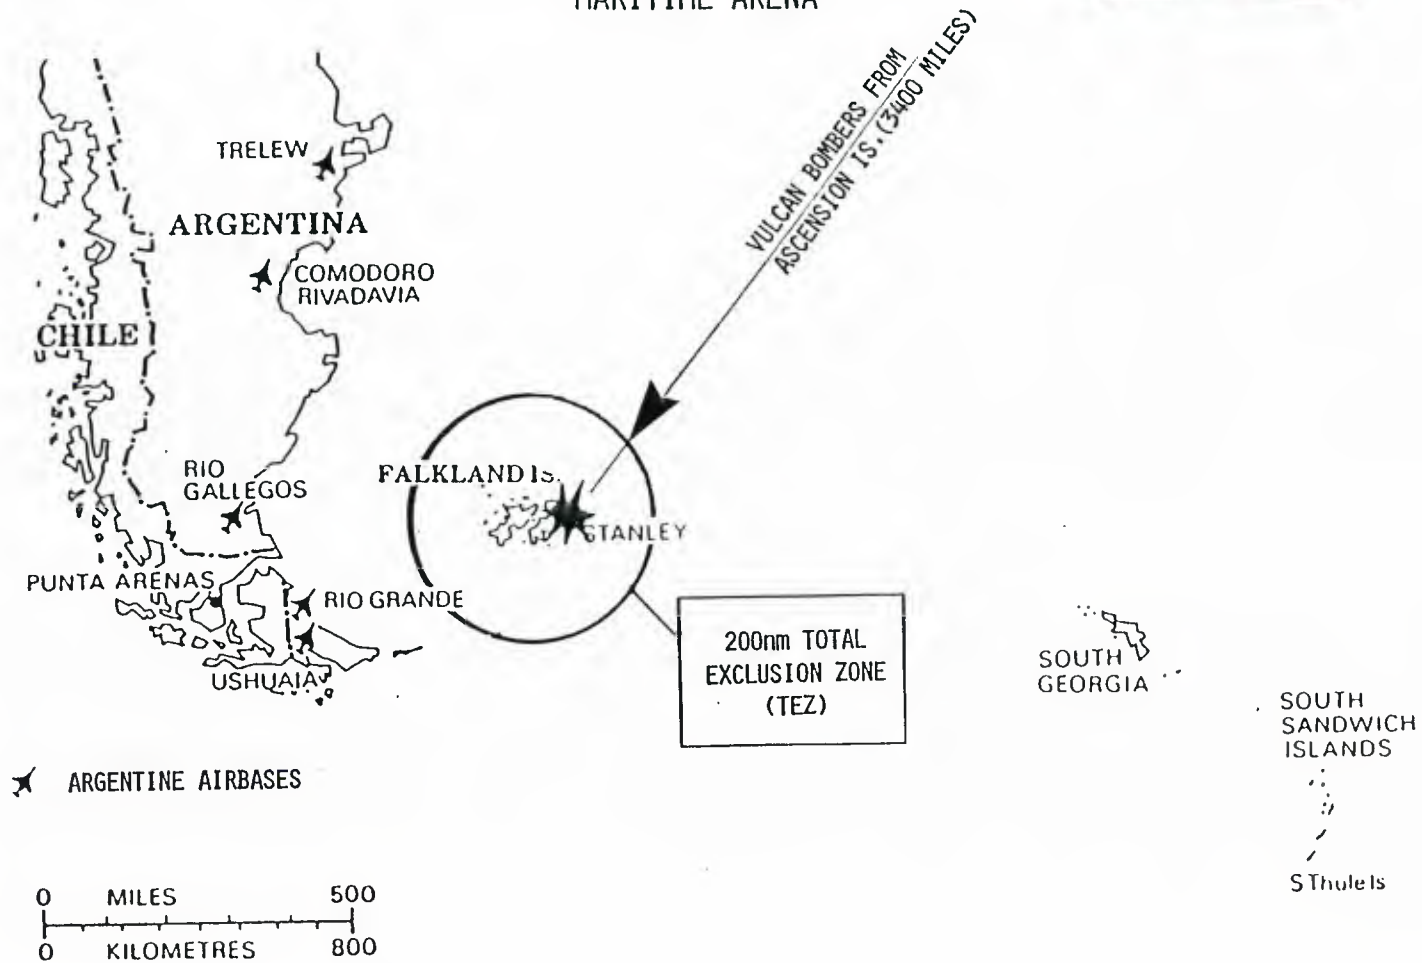 MARITIME ARENA
VULCAN BOMBERS FROM
ASCENSION IS.(3400 MILES)
TRELEW
ARGENTINA
COMODORO
RIVADAVIA
CHILE
RIO
GALLEGOS
FALKLAND Is.
STANLEY
PUNTA ARENAS
RIO GRANDE
USHUAIA
200nm TOTAL
EXCLUSION ZONE
(TEZ)
SOUTH
GEORGIA
SOUTH
SANDWICH
ISLANDS
S Thule Is
ARGENTINE AIRBASES
0 MILES 500
0 KILOMETRES 800